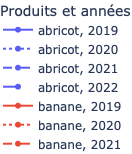 Produits et années
abricot, 2019
abricot, 2020
abricot, 2021
abricot, 2022
banane, 2019
banane, 2020
banane, 2021